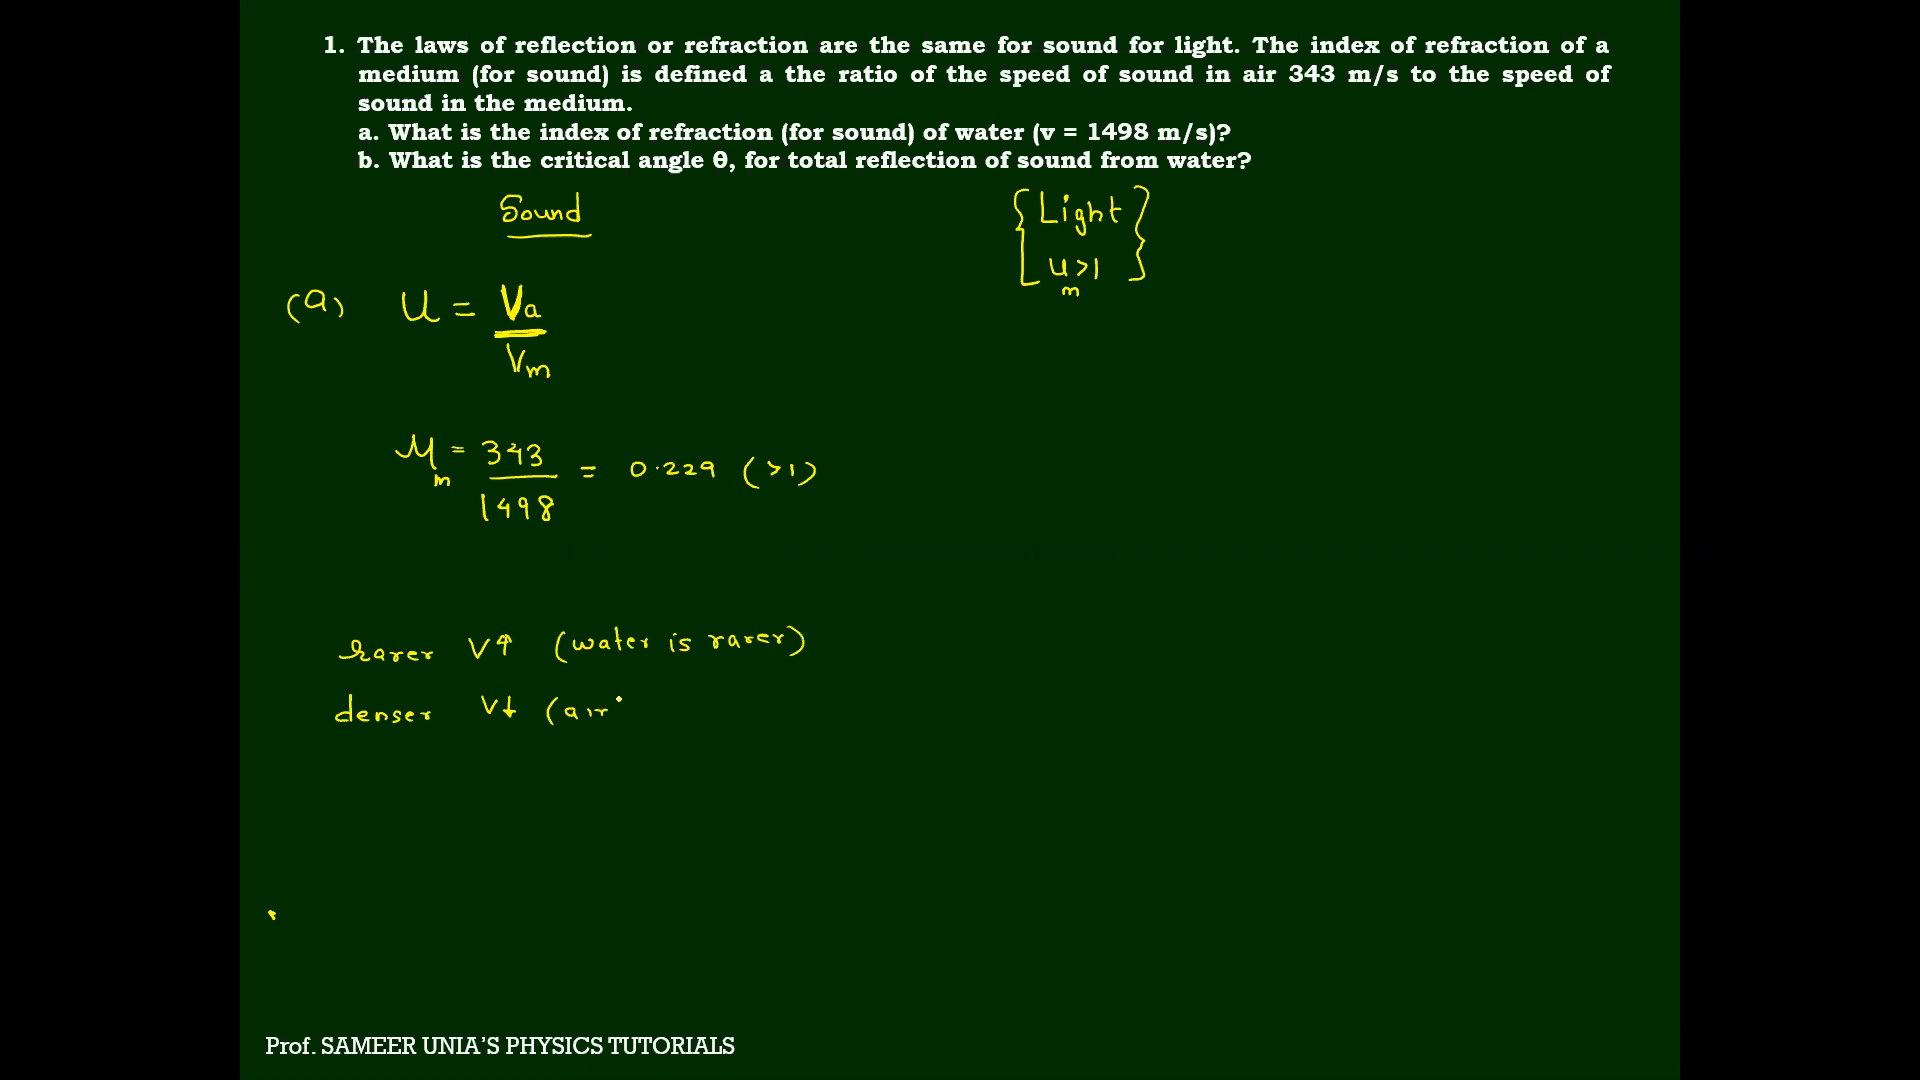 1. The laws of reflection or refraction are the same for sound for light. The index of refraction of a
medium (for sound) is defined a the ratio of the speed of sound in air 343 m/s to the speed of
sound in the medium.
a. What is the index of refraction (for sound) of water (v = 1498 m/s)?
b. What is the critical angle θ, for total reflection of sound from water?
Sound
{Light}
u>1
m
(a) u = Va
Vm
μm = 343
1498
= 0.229 (>1)
rarer V↑ (water is rarer)
denser V↓ (air
Prof. SAMEER UNIA'S PHYSICS TUTORIALS